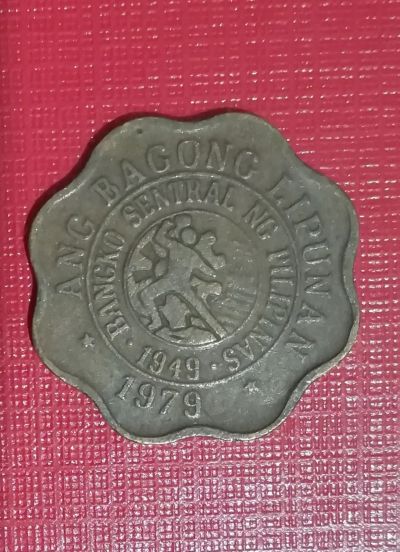 ANG BAGONG LIPUNAN
1979
BANGKO SENTRAL NG PILIPINAS
1949